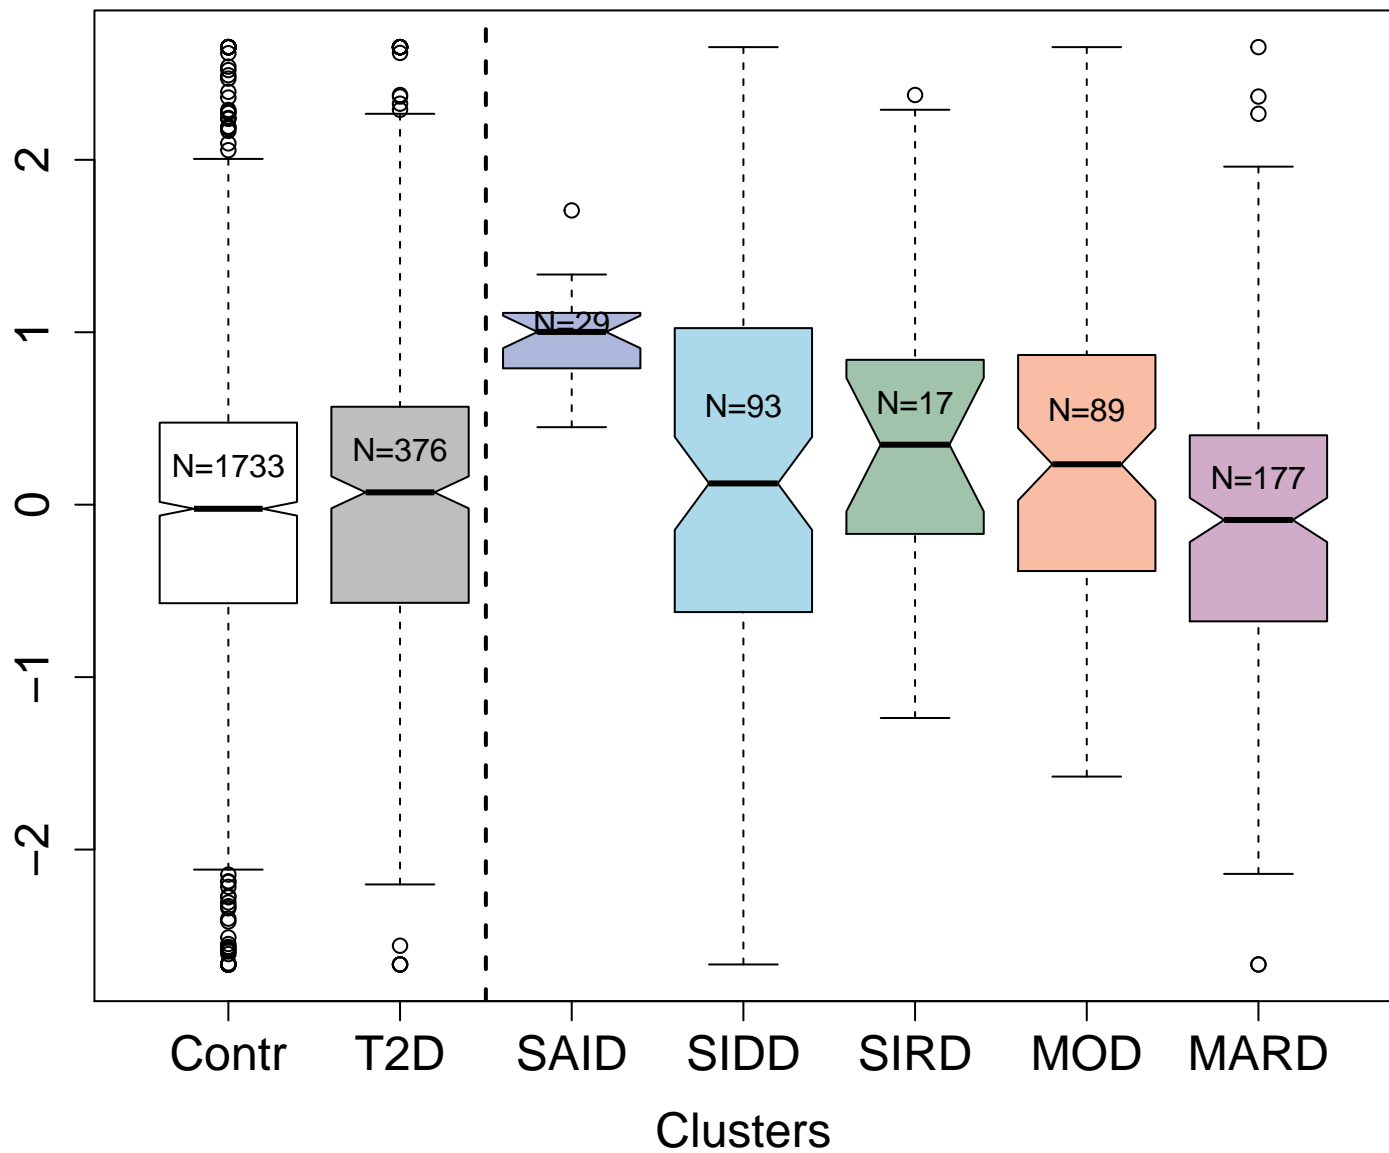 2
1
0
−1
−2
N=1733
N=376
N=29
N=93
N=17
N=89
N=177
Contr T2D SAID SIDD SIRD MOD MARD
Clusters